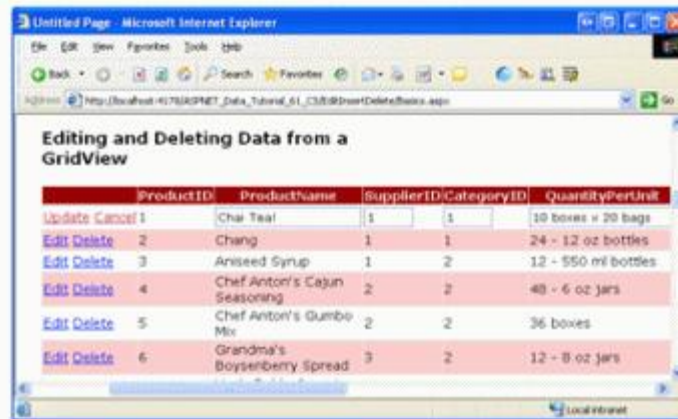 Untitled Page - Microsoft Internet Explorer
File Edit View Favorites Tools Help
Back Search Favorites
Address http://localhost:4178/ASPNET_Data_Tutorial_61_CS/EditInsertDelete/Basics.aspx Go
Editing and Deleting Data from a
GridView
ProductID ProductName SupplierID CategoryID QuantityPerUnit
Update Cancel 1 Chai Tea! 1 1 10 boxes x 20 bags
Edit Delete 2 Chang 1 1 24 - 12 oz bottles
Edit Delete 3 Aniseed Syrup 1 2 12 - 550 ml bottles
Edit Delete 4 Chef Anton's Cajun
Seasoning 2 2 48 - 6 oz jars
Edit Delete 5 Chef Anton's Gumbo
Mix 2 2 36 boxes
Edit Delete 6 Grandma's
Boysenberry Spread 3 2 12 - 8 oz jars
Local intranet